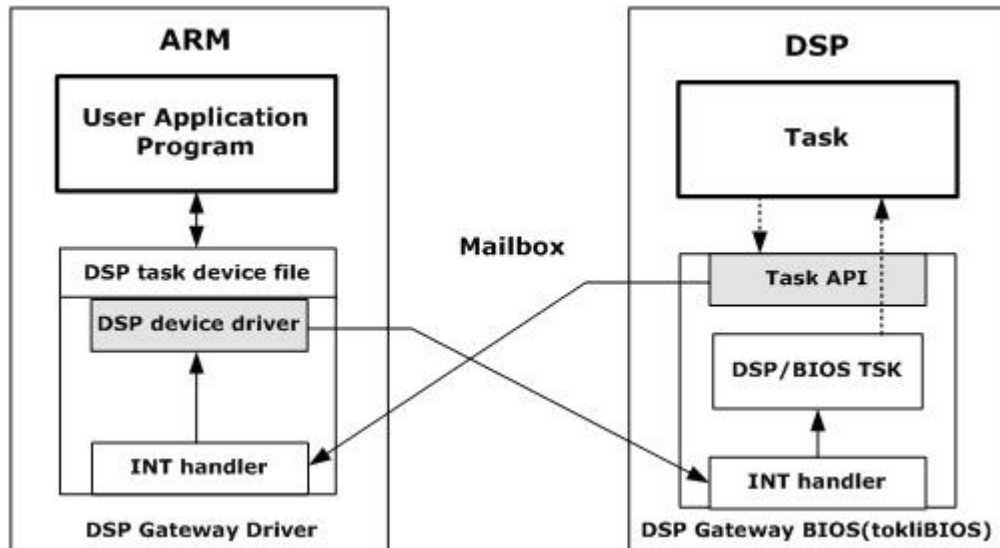 ARM
User Application
Program
DSP task device file
DSP device driver
INT handler
DSP Gateway Driver
Mailbox
DSP
Task
Task API
DSP/BIOS TSK
INT handler
DSP Gateway BIOS(tokliBIOS)